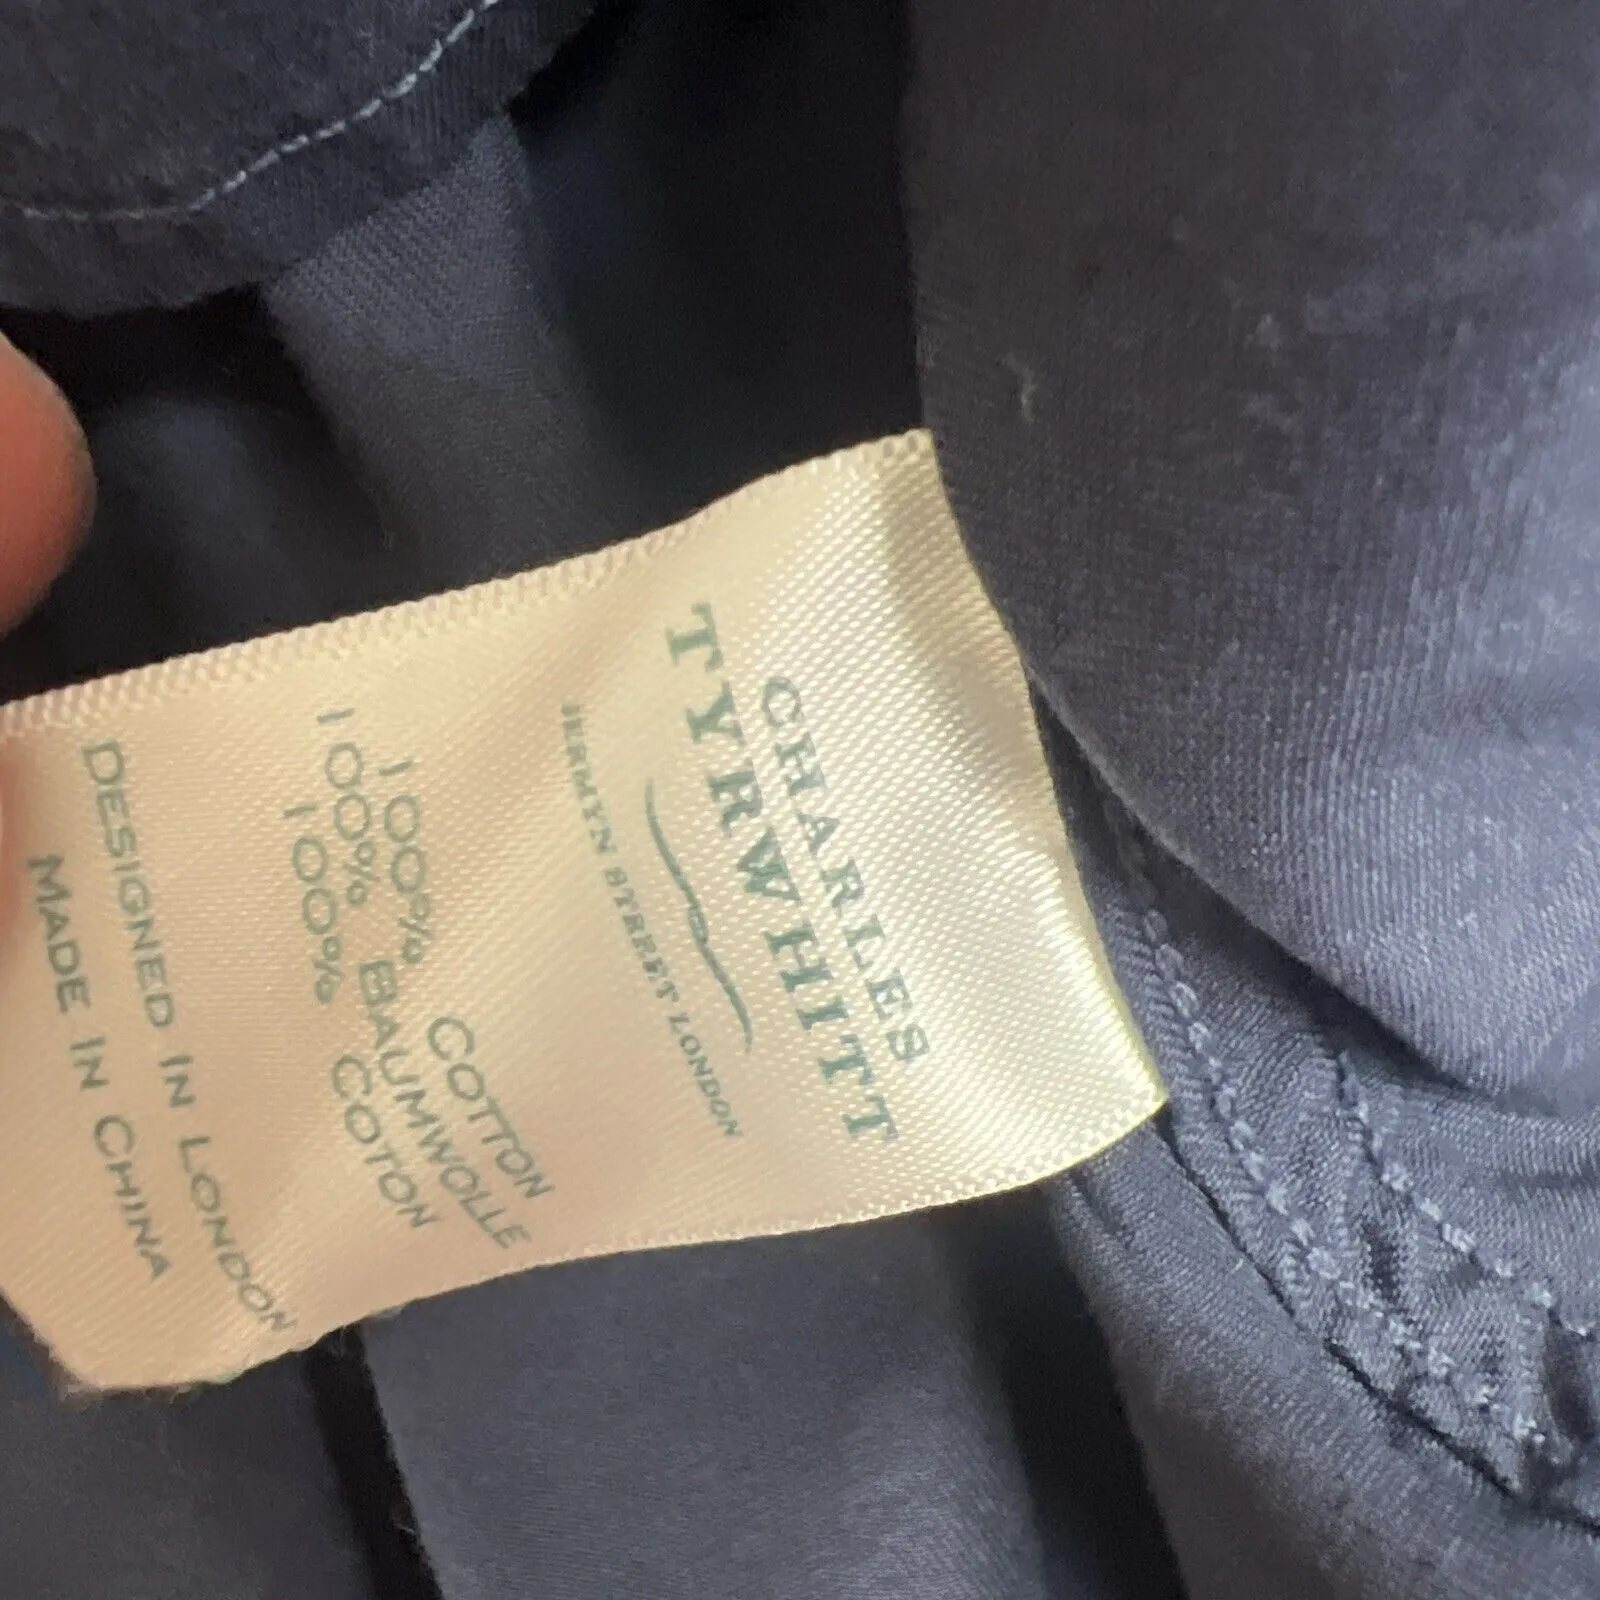 CHARLES
TYRWHITT
JERMYN STREET LONDON
100% COTTON
100% BAUMWOLLE
100% COTON
DESIGNED IN LONDON
MADE IN CHINA